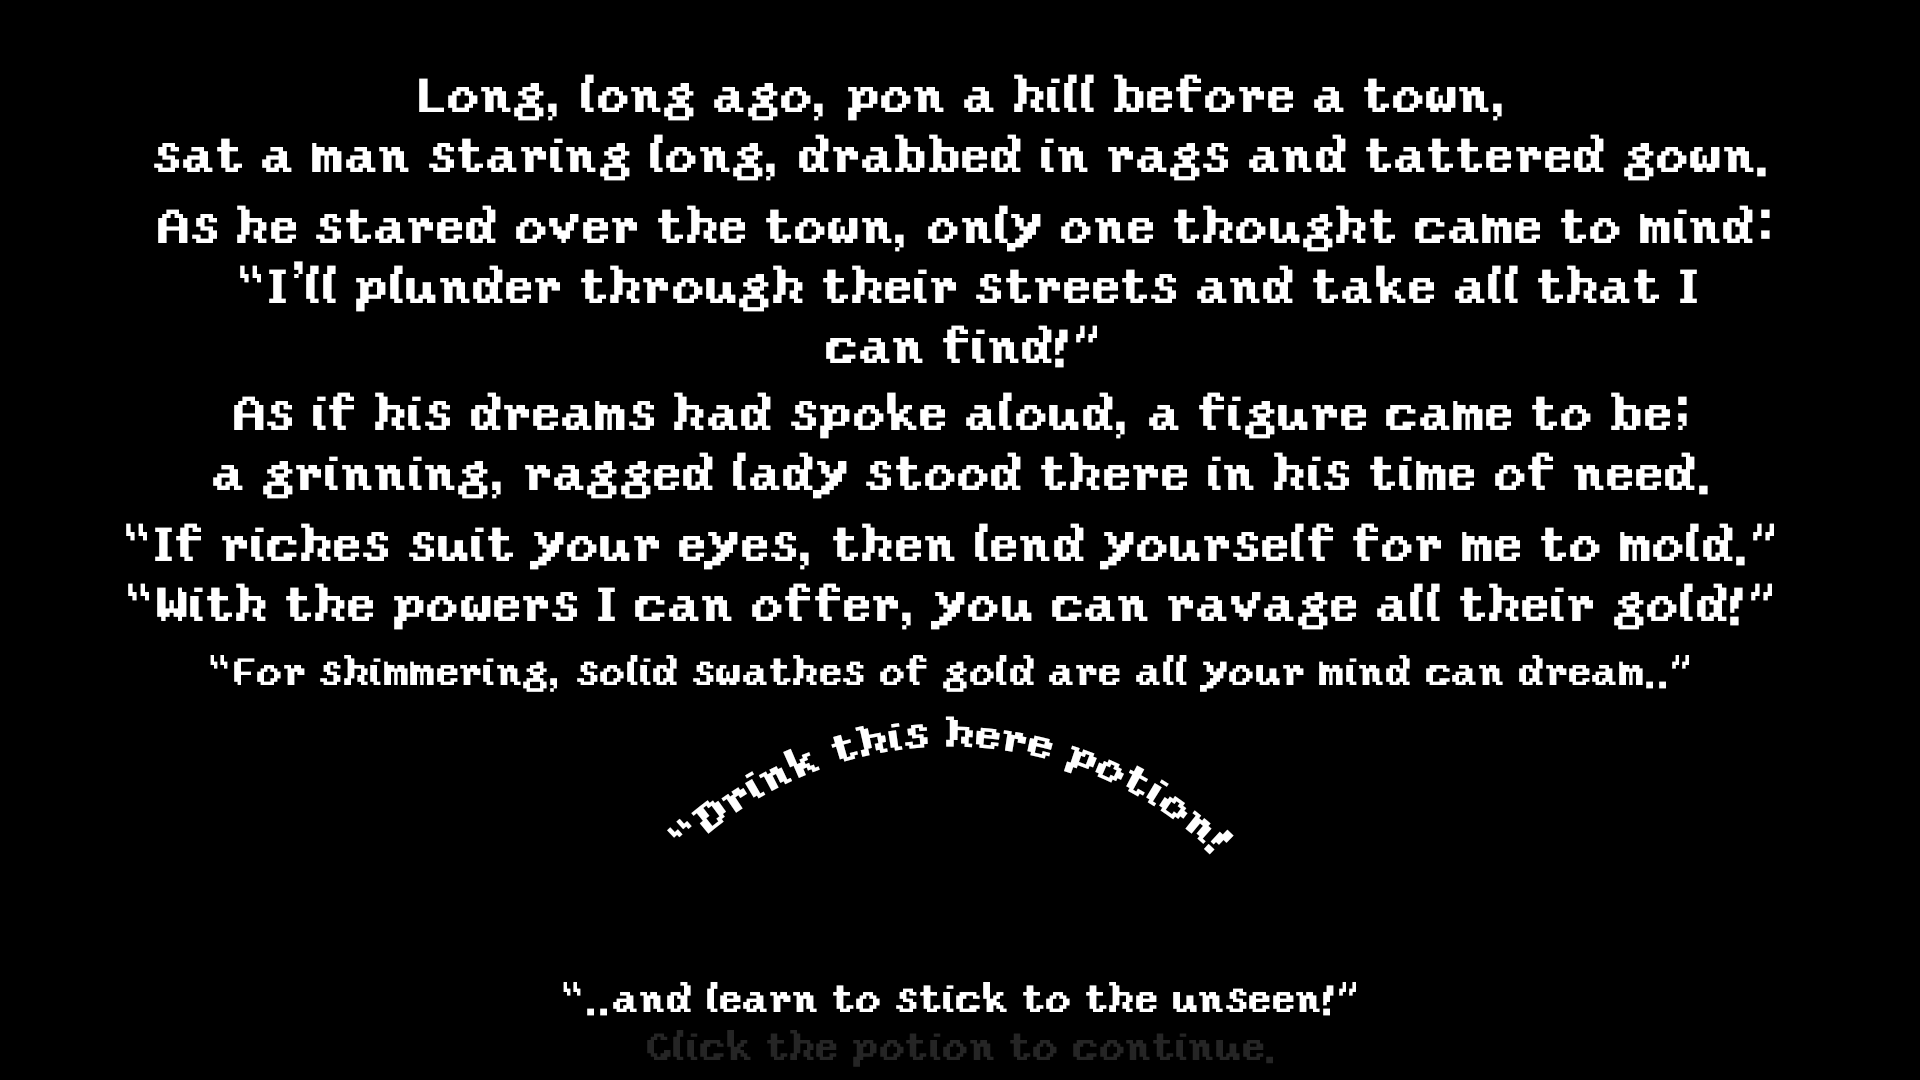 Long, long ago, pon a hill before a town,
sat a man staring long, drabbed in rags and tattered gown.
As he stared over the town, only one thought came to mind:
“I'll plunder through their streets and take all that I
can find!”
As if his dreams had spoke aloud, a figure came to be;
a grinning, ragged lady stood there in his time of need.
“If riches suit your eyes, then lend yourself for me to mold.”
“With the powers I can offer, you can ravage all their gold!”
“For shimmering, solid swathes of gold are all your mind can dream..”
“Drink this here potion!
“..and learn to stick to the unseen!”
Click the potion to continue.